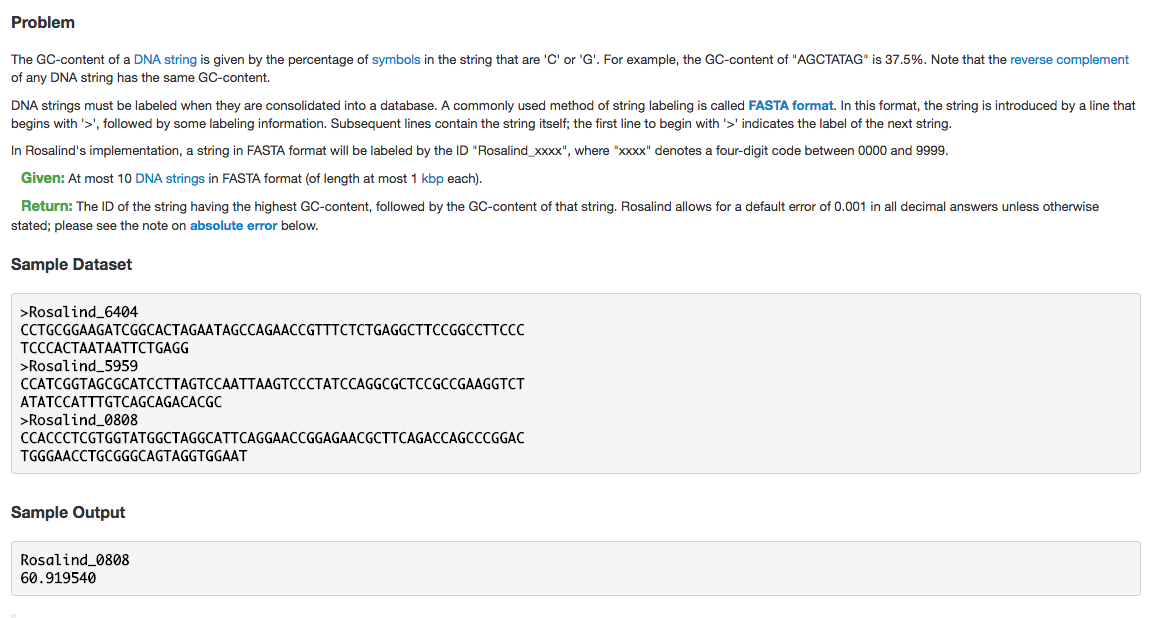 Problem
The GC-content of a DNA string is given by the percentage of symbols in the string that are 'C' or 'G'. For example, the GC-content of "AGCTATAG" is 37.5%. Note that the reverse complement
of any DNA string has the same GC-content.
DNA strings must be labeled when they are consolidated into a database. A commonly used method of string labeling is called FASTA format. In this format, the string is introduced by a line that
begins with '>', followed by some labeling information. Subsequent lines contain the string itself; the first line to begin with '>' indicates the label of the next string.
In Rosalind's implementation, a string in FASTA format will be labeled by the ID "Rosalind_xxxx", where "xxxx" denotes a four-digit code between 0000 and 9999.
Given: At most 10 DNA strings in FASTA format (of length at most 1 kbp each).
Return: The ID of the string having the highest GC-content, followed by the GC-content of that string. Rosalind allows for a default error of 0.001 in all decimal answers unless otherwise
stated; please see the note on absolute error below.
Sample Dataset
>Rosalind_6404
CCTGCGGAAGATCGGCACTAGAATAGCCAGAACCGTTTCTCTGAGGCTTCCGGCCTTCCC
TCCCACTAATAATTCTGAGG
>Rosalind_5959
CCATCGGTAGCGCATCCTTAGTCCAATTAAGTCCCTATCCAGGCGCTCCGCCGAAGGTCT
ATATCCATTTGTCAGCAGACACGC
>Rosalind_0808
CCACCCTCGTGGTATGGCTAGGCATTCAGGAACCGGAGAACGCTTCAGACCAGCCCGGAC
TGGGAACCTGCGGGCAGTAGGTGGAAT
Sample Output
Rosalind_0808
60.919540